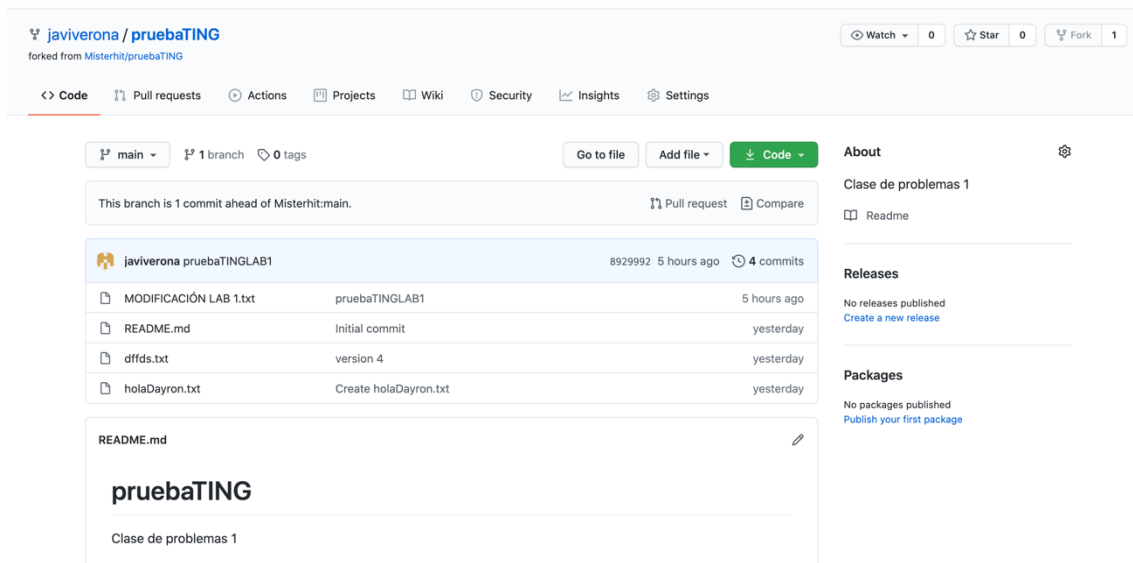 javiverona / pruebaTING
Watch 0 Star 0 Fork 1
forked from Misterhit/pruebaTING
<> Code Pull requests Actions Projects Wiki Security Insights Settings
main 1 branch 0 tags Go to file Add file Code
This branch is 1 commit ahead of Misterhit:main. Pull request Compare
javiverona pruebaTINGLAB1 8929992 5 hours ago 4 commits
MODIFICACIÓN LAB 1.txt pruebaTINGLAB1 5 hours ago
README.md Initial commit yesterday
dffds.txt version 4 yesterday
holaDayron.txt Create holaDayron.txt yesterday
README.md
pruebaTING
Clase de problemas 1
About
Clase de problemas 1
Readme
Releases
No releases published
Create a new release
Packages
No packages published
Publish your first package